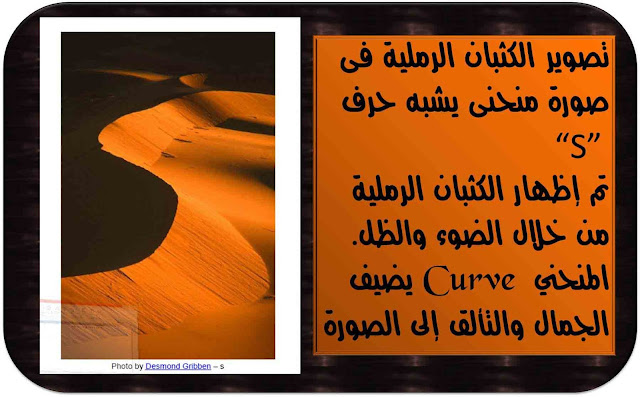 تصوير الكثبان الرملية فى
صورة منحنى يشبه حرف
“S”
تم إظهار الكثبان الرملية
من خلال الضوء والظل.
المنحني Curve يضيف
الجمال والتألق إلى الصورة
Photo by Desmond Gribben – s